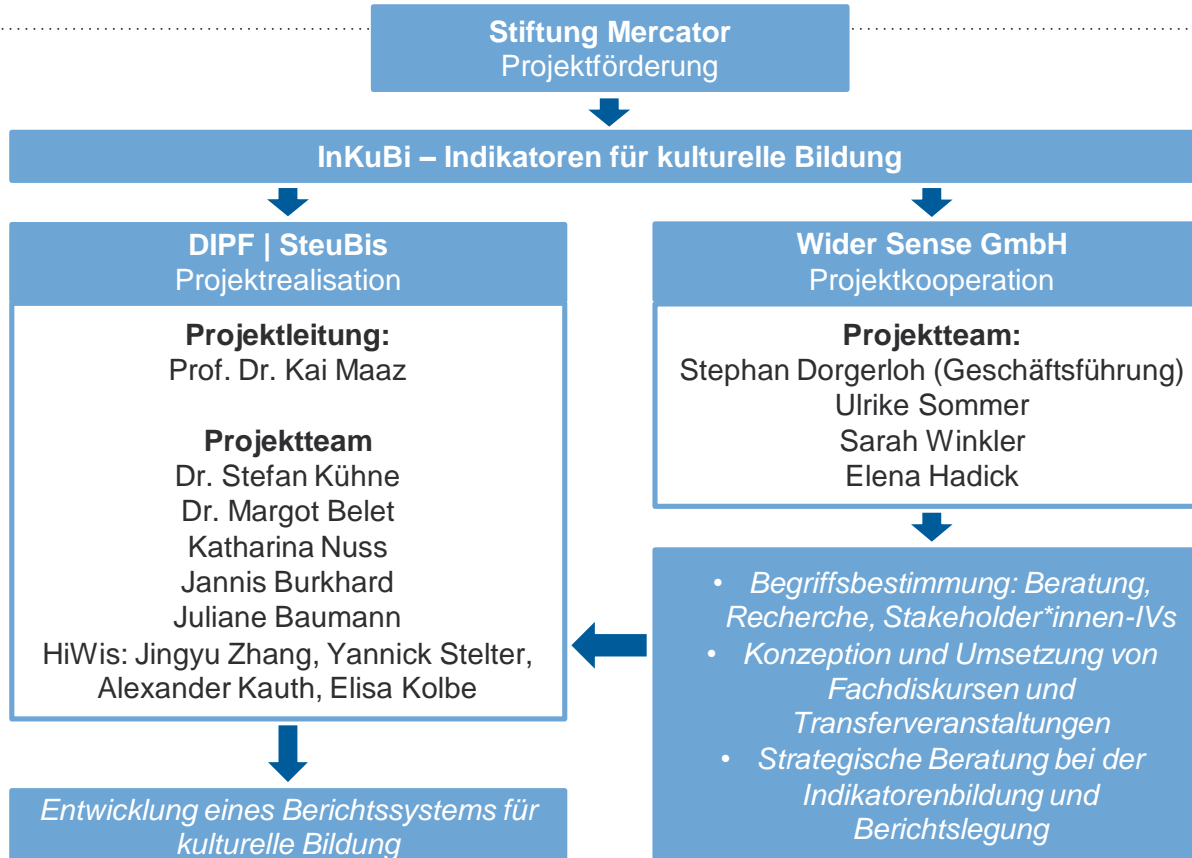 Stiftung Mercator
Projektförderung
InKuBi – Indikatoren für kulturelle Bildung
DIPF | SteuBis
Projektrealisation
Projektleitung:
Prof. Dr. Kai Maaz
Projektteam
Dr. Stefan Kühne
Dr. Margot Belet
Katharina Nuss
Jannis Burkhard
Juliane Baumann
HiWis: Jingyu Zhang, Yannick Stelter,
Alexander Kauth, Elisa Kolbe
Entwicklung eines Berichtssystems für
kulturelle Bildung
Wider Sense GmbH
Projektkooperation
Projektteam:
Stephan Dorgerloh (Geschäftsführung)
Ulrike Sommer
Sarah Winkler
Elena Hadick
• Begriffsbestimmung: Beratung,
Recherche, Stakeholder*innen-IVs
• Konzeption und Umsetzung von
Fachdiskursen und
Transferveranstaltungen
• Strategische Beratung bei der
Indikatorenbildung und
Berichtslegung